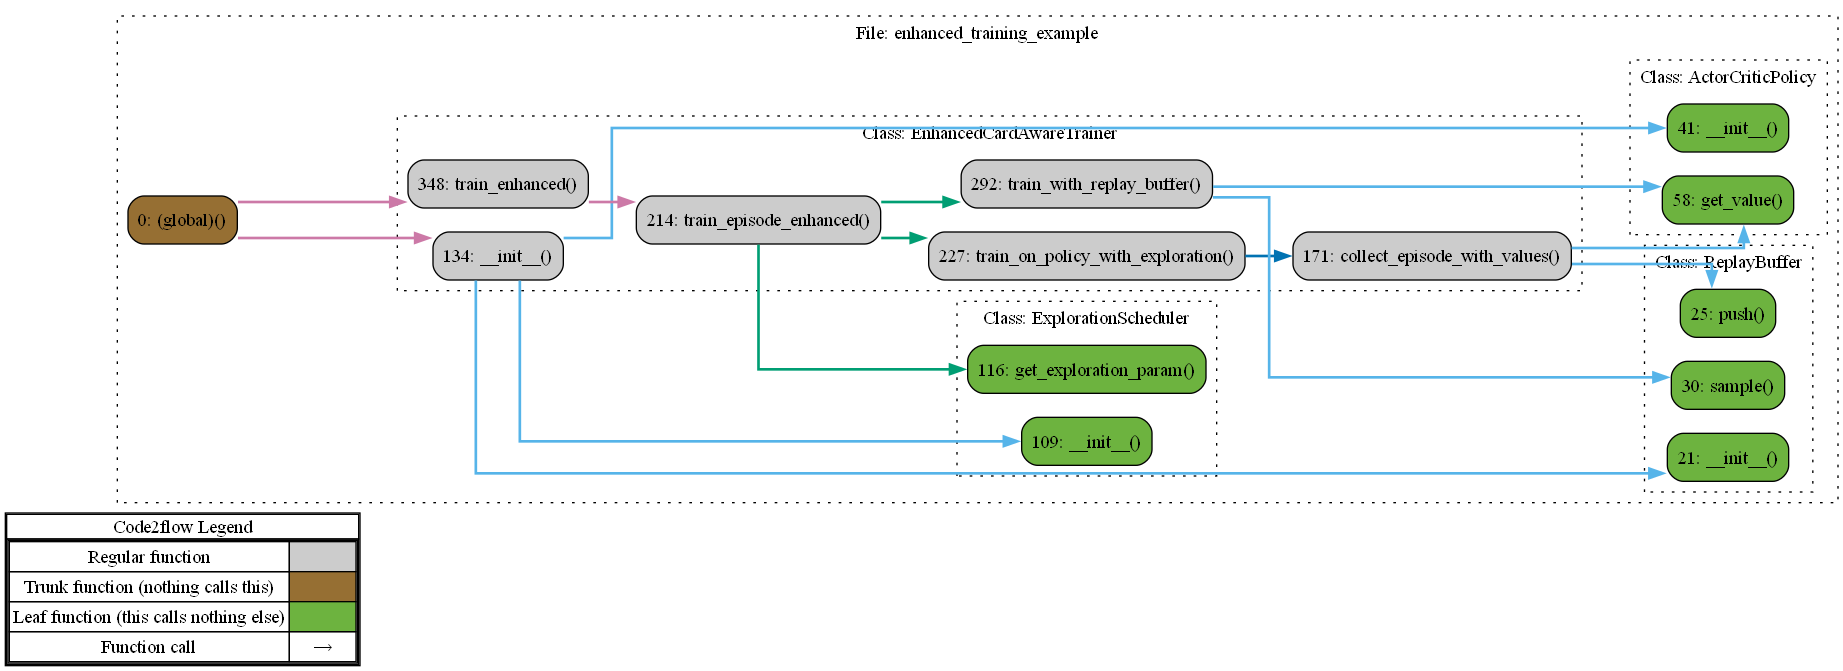 File: enhanced_training_example
Class: ActorCriticPolicy
41: __init__()
Class: EnhancedCardAwareTrainer
348: train_enhanced()
292: train_with_replay_buffer()
58: get_value()
0: (global)()
214: train_episode_enhanced()
134: __init__()
227: train_on_policy_with_exploration()
171: collect_episode_with_values()
Class: ReplayBuffer
25: push()
Class: ExplorationScheduler
116: get_exploration_param()
30: sample()
109: __init__()
21: __init__()
Code2flow Legend
Regular function
Trunk function (nothing calls this)
Leaf function (this calls nothing else)
Function call →